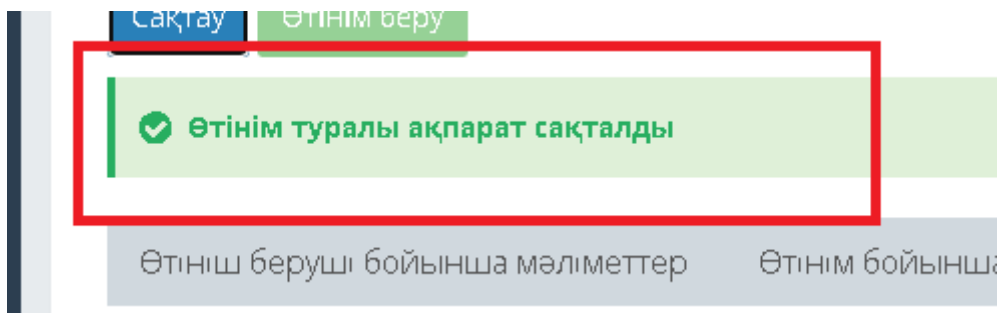 Сақтау Өтінім беру
Өтінім туралы ақпарат сақталды
Өтініш беруші бойынша мәліметтер Өтінім бойынша